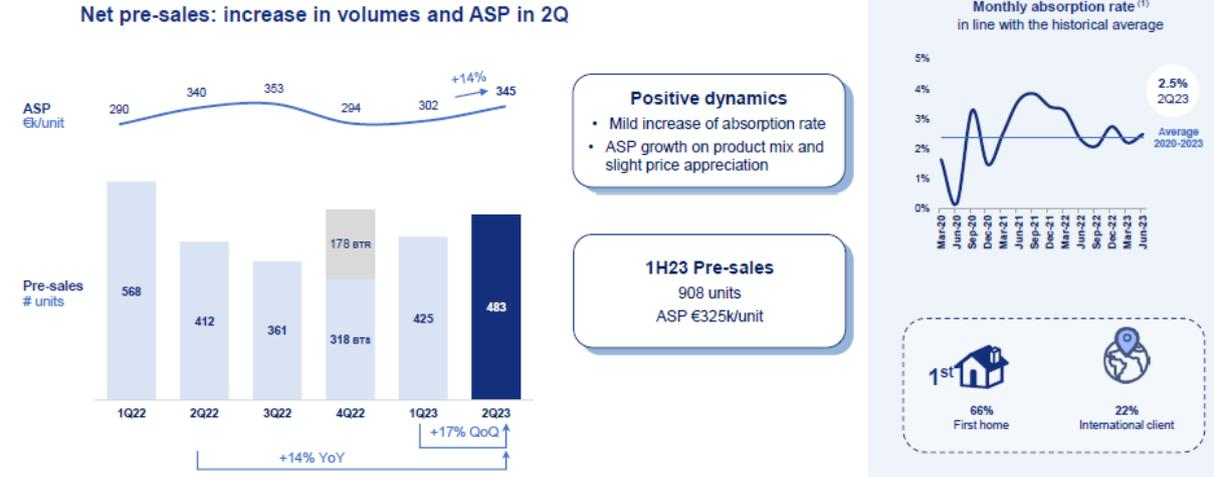 Net pre-sales: increase in volumes and ASP in 2Q
ASP
€k/unit
290
340
353
294
302
+14%
345
Pre-sales
# units
568
412
361
178 BTR
318 BTS
425
483
1Q22
2Q22
3Q22
4Q22
1Q23
2Q23
+17% QoQ
+14% YoY
Positive dynamics
• Mild increase of absorption rate
• ASP growth on product mix and
slight price appreciation
1H23 Pre-sales
908 units
ASP €325k/unit
Monthly absorption rate (1)
in line with the historical average
5%
4%
3%
2%
1%
0%
2.5%
2Q23
Average
2020-2023
Mar-20
Jun-20
Sep-20
Dec-20
Mar-21
Jun-21
Sep-21
Dec-21
Mar-22
Jun-22
Sep-22
Dec-22
Mar-23
Jun-23
1st
66%
First home
22%
International client